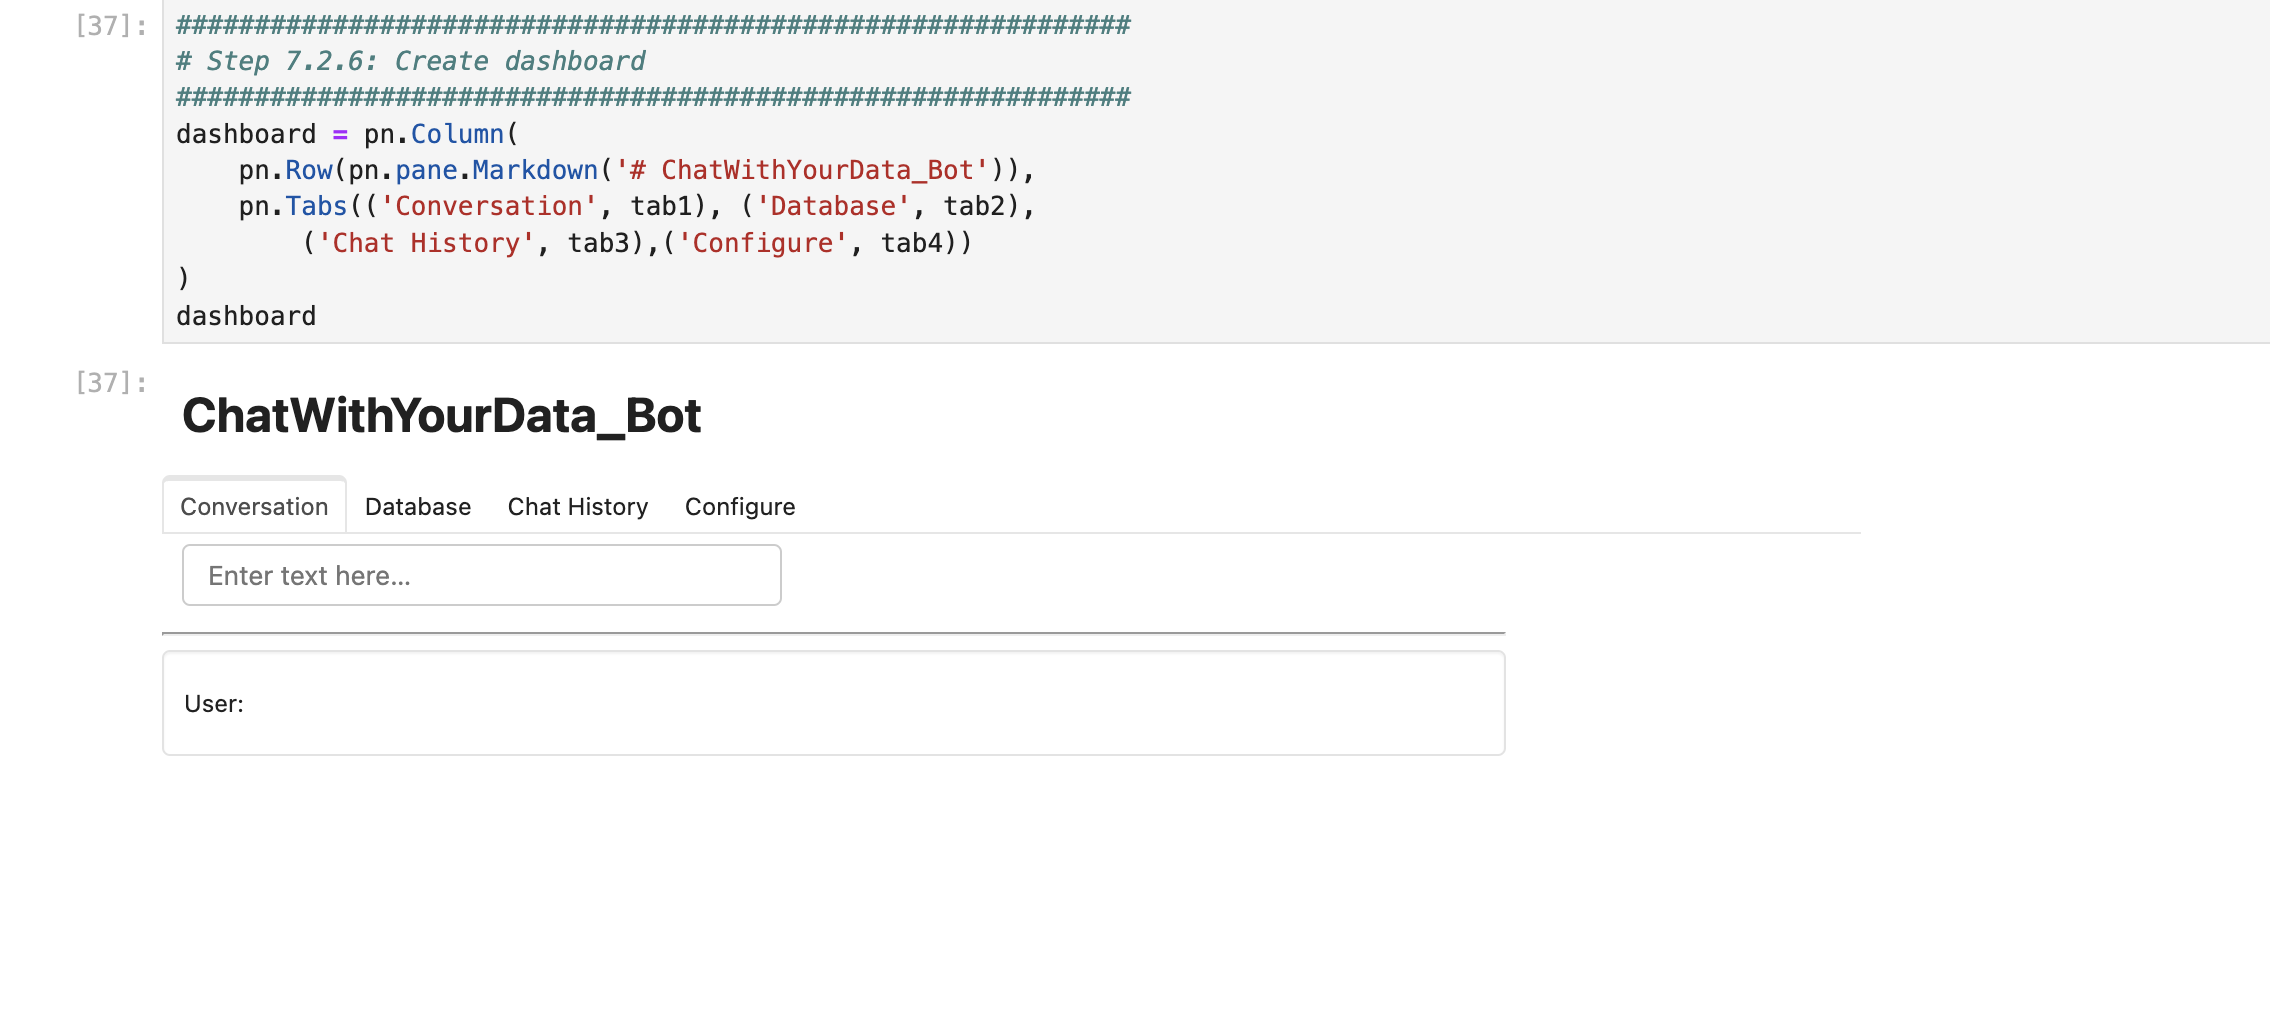 [37]:
#############################################################
# Step 7.2.6: Create dashboard
#############################################################
dashboard = pn.Column(
    pn.Row(pn.pane.Markdown('# ChatWithYourData_Bot')),
    pn.Tabs(('Conversation', tab1), ('Database', tab2),
        ('Chat History', tab3),('Configure', tab4))
)
dashboard
[37]:
ChatWithYourData_Bot
Conversation Database Chat History Configure
Enter text here...
User: